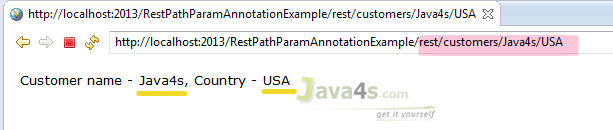 http://localhost:2013/RestPathParamAnnotationExample/rest/customers/Java4s/USA
http://localhost:2013/RestPathParamAnnotationExample/rest/customers/Java4s/USA
Customer name - Java4s, Country - USA
Java4s.com
get it yourself